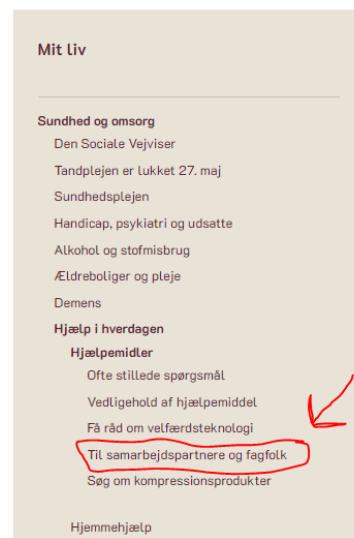 Mit liv
Sundhed og omsorg
Den Sociale Vejviser
Tandplejen er lukket 27. maj
Sundhedsplejen
Handicap, psykiatri og udsatte
Alkohol og stofmisbrug
Ældreboliger og pleje
Demens
Hjælp i hverdagen
Hjælpemidler
Ofte stillede spørgsmål
Vedligehold af hjælpemiddel
Få råd om velfærdsteknologi
Til samarbejdspartnere og fagfolk
Søg om kompressionsprodukter
Hjemmehjælp